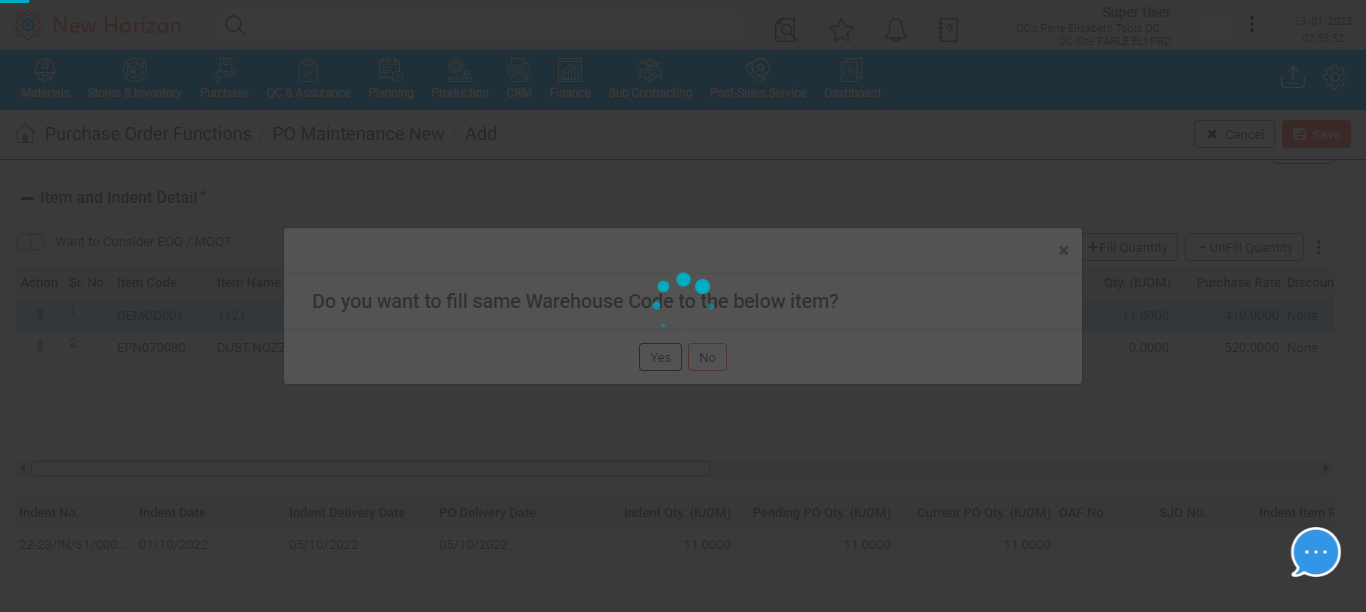 New Horizon
Super User
QC's Parle Elizabeth Tools QC ...
QC Site PARLE ELI PRD
13/01/2023
02:53:52
Materials Stores & Inventory Purchase QC & Assurance Planning Production CRM Finance Sub Contracting Post Sales Service Dashboard
Purchase Order Functions / PO Maintenance New / Add
Cancel Save
Item and Indent Detail *
Want to Consider EOQ / MOQ?
+Fill Quantity −UnFill Quantity
Action Sr. No. Item Code Item Name Qty. (IUOM) Purchase Rate Discoun
$ 1 DEMOD001 1121 11.0000 410.0000 None
$ 2 EPN070080 DUST NOZZ 0.0000 520.0000 None
×
Do you want to fill same Warehouse Code to the below item?
Yes No
Indent No. Indent Date Indent Delivery Date PO Delivery Date Indent Qty. (IUOM) Pending PO Qty. (IUOM) Current PO Qty. (IUOM) OAF No. SJO No. Indent Item F
22-23/IN/S1/000... 01/10/2022 05/10/2022 05/10/2022 11.0000 11.0000 11.0000